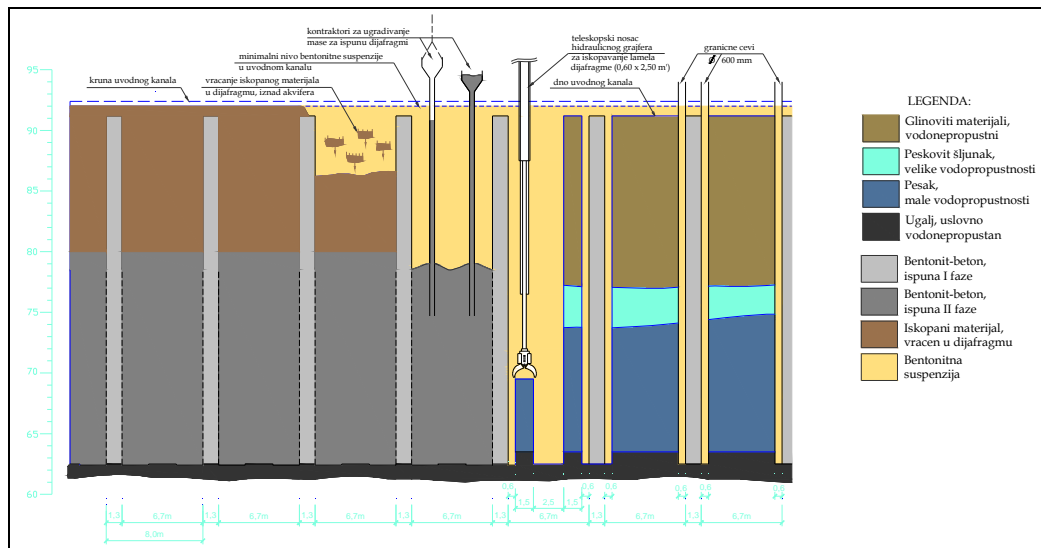 kontraktori za ugrađivanje
mase za ispunu dijafragmi
minimalni nivo bentonitne suspenzije
u uvodnom kanalu
kruna uvodnog kanala
vracanje iskopanog materijala
u dijafragmu, iznad akvifera
teleskopski nosac
hidraulicnog grajfera
za iskopavanje lamela
dijafragme (0,60 x 2,50 m')
dno uvodnog kanala
granicne cevi
Ø 600 mm
LEGENDA:
Glinoviti materijali,
vodonepropustni
Peskovit šljunak,
velike vodopropustnosti
Pesak,
male vodopropustnosti
Ugalj, uslovno
vodonepropustan
Bentonit-beton,
ispuna I faze
Bentonit-beton,
ispuna II faze
Iskopani materijal,
vracen u dijafragmu
Bentonitna
suspenzija
95
90
85
80
75
70
65
60
0.6 0.6 0.6 0.6 0.6 0.6
1.5 2.5 1.5
1,3 6,7m 1,3 6,7m 1,3 6,7m 1,3 6,7m 1,3 6,7m 1,3 6,7m 1,3 6,7m
8.0m